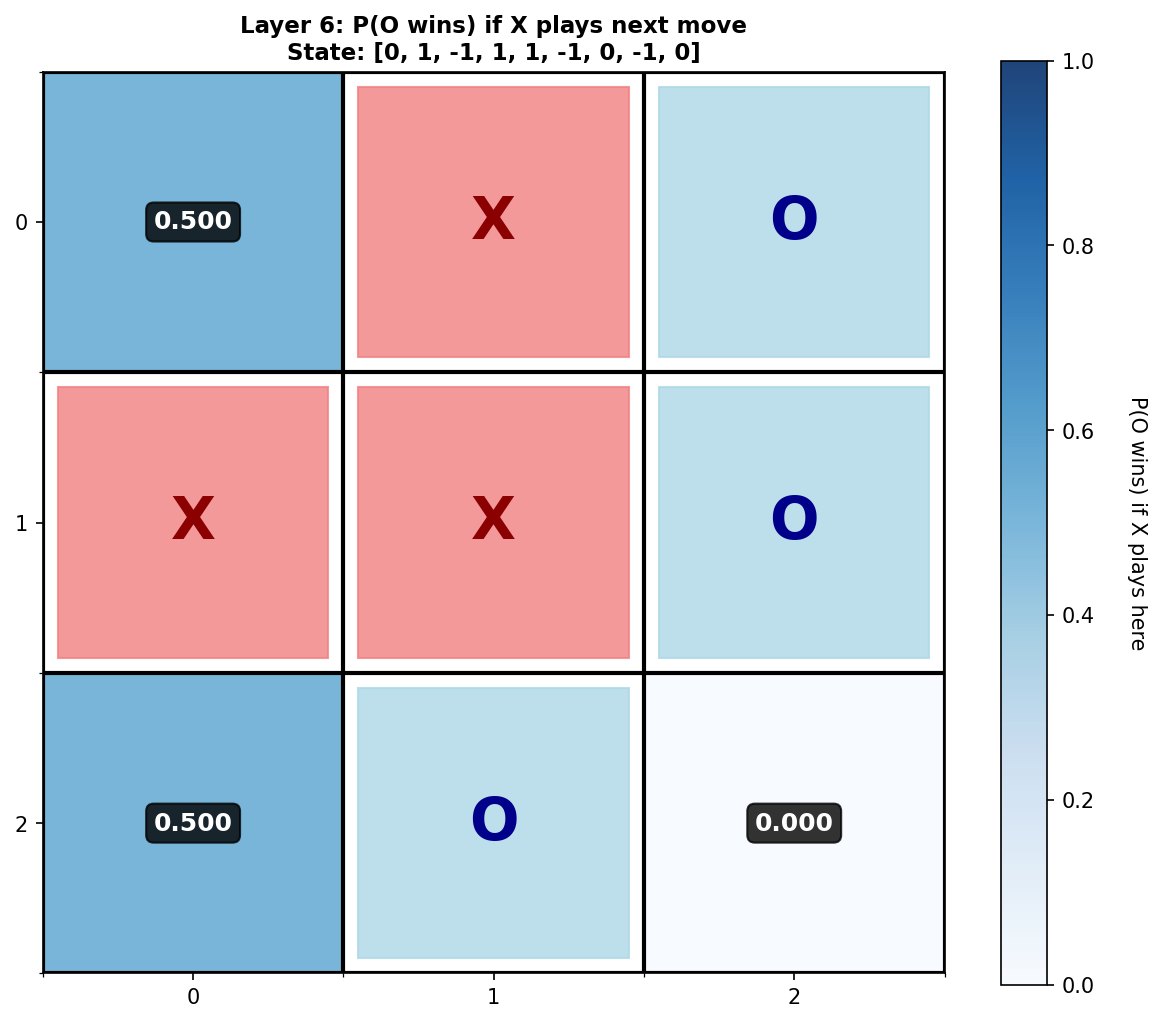 Layer 6: P(O wins) if X plays next move
State: [0, 1, -1, 1, 1, -1, 0, -1, 0]
0.500
X
O
X
X
O
0.500
O
0.000
0
1
2
0
1
2
1.0
0.8
0.6
0.4
0.2
0.0
P(O wins) if X plays here